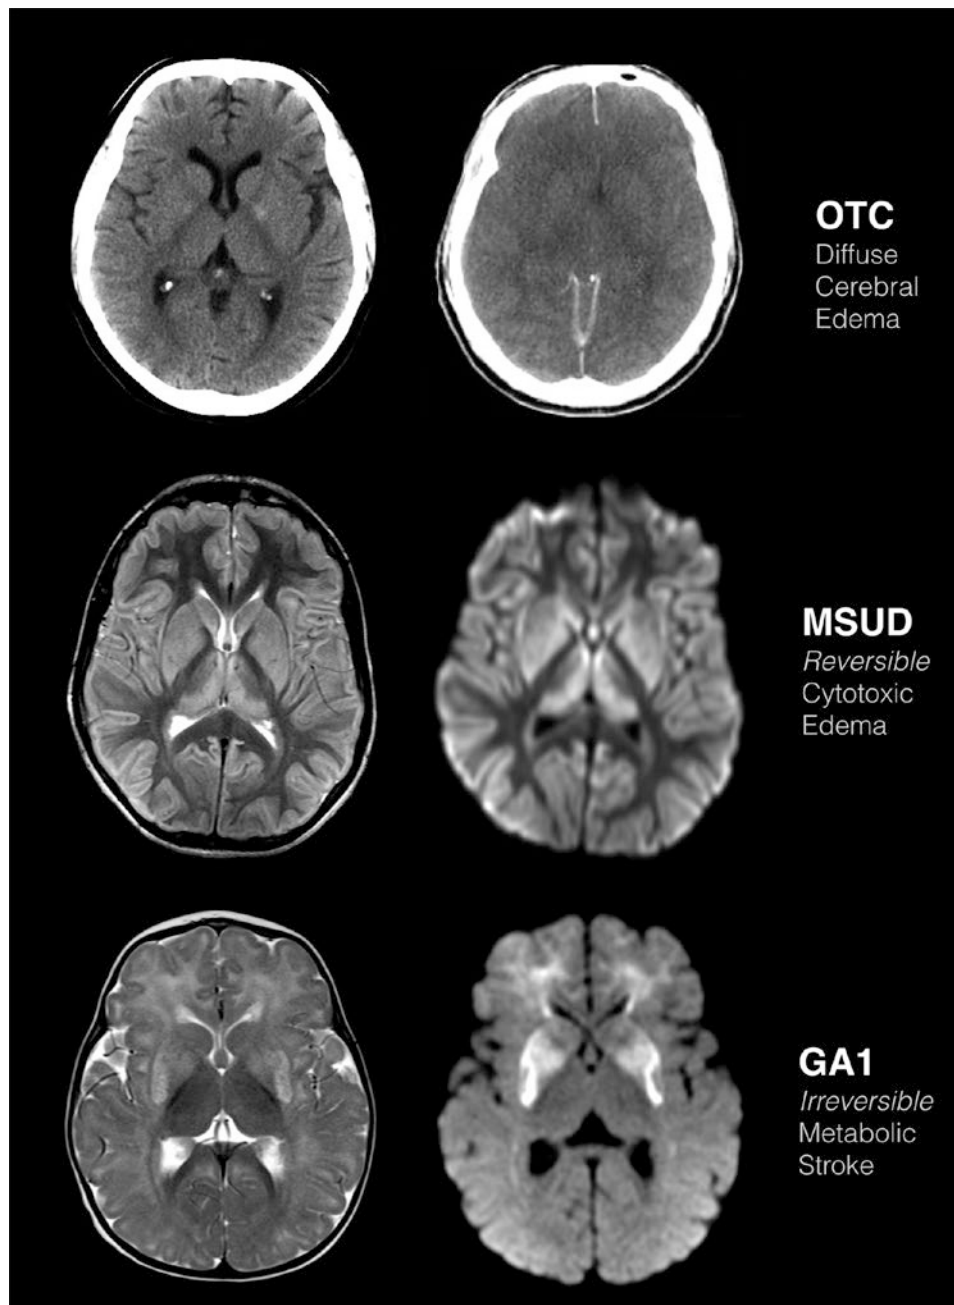 OTC
Diffuse
Cerebral
Edema
MSUD
Reversible
Cytotoxic
Edema
GA1
Irreversible
Metabolic
Stroke